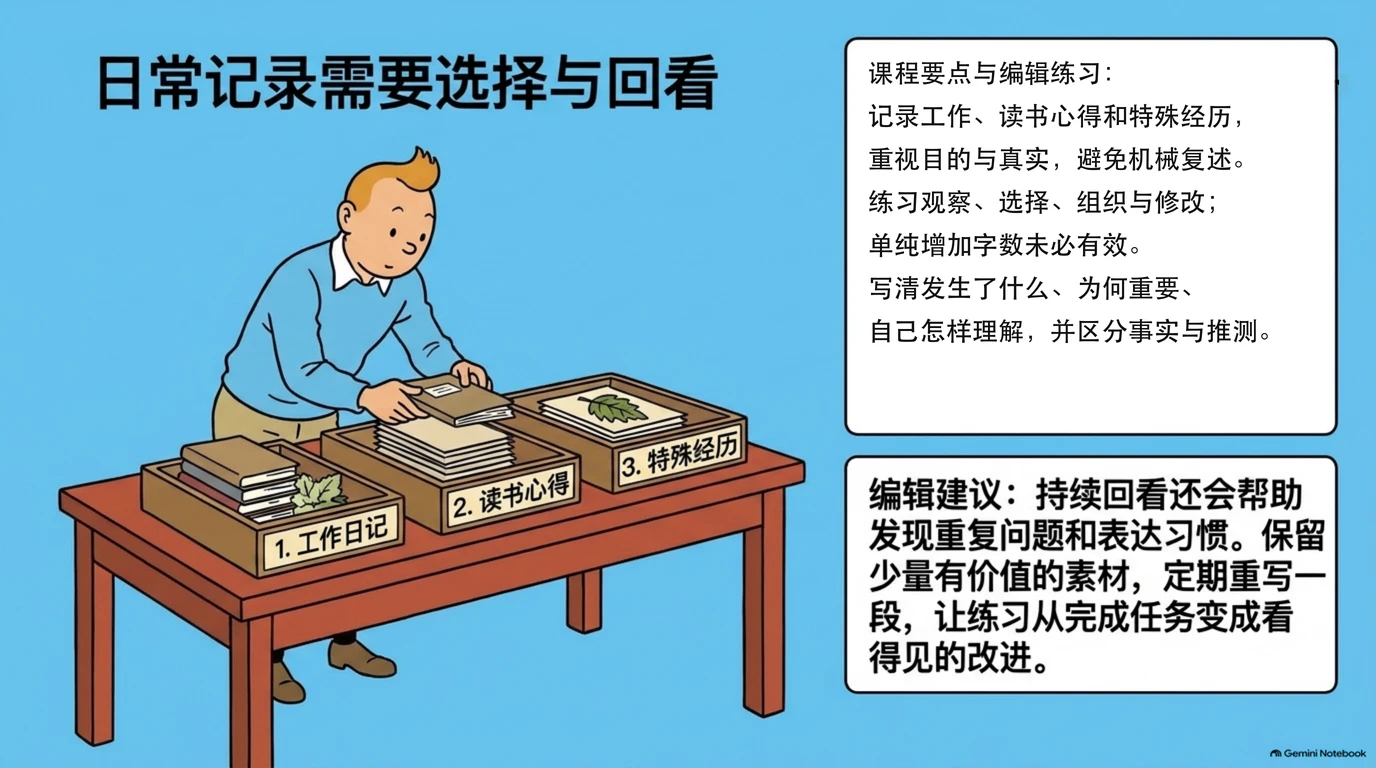 日常记录需要选择与回看
课程要点与编辑练习：
记录工作、读书心得和特殊经历，
重视目的与真实，避免机械复述。
练习观察、选择、组织与修改；
单纯增加字数未必有效。
写清发生了什么、为何重要、
自己怎样理解，并区分事实与推测。
1. 工作日记
2. 读书心得
3. 特殊经历
编辑建议：持续回看还会帮助
发现重复问题和表达习惯。保留
少量有价值的素材，定期重写一
段，让练习从完成任务变成看
得见的改进。
Gemini Notebook